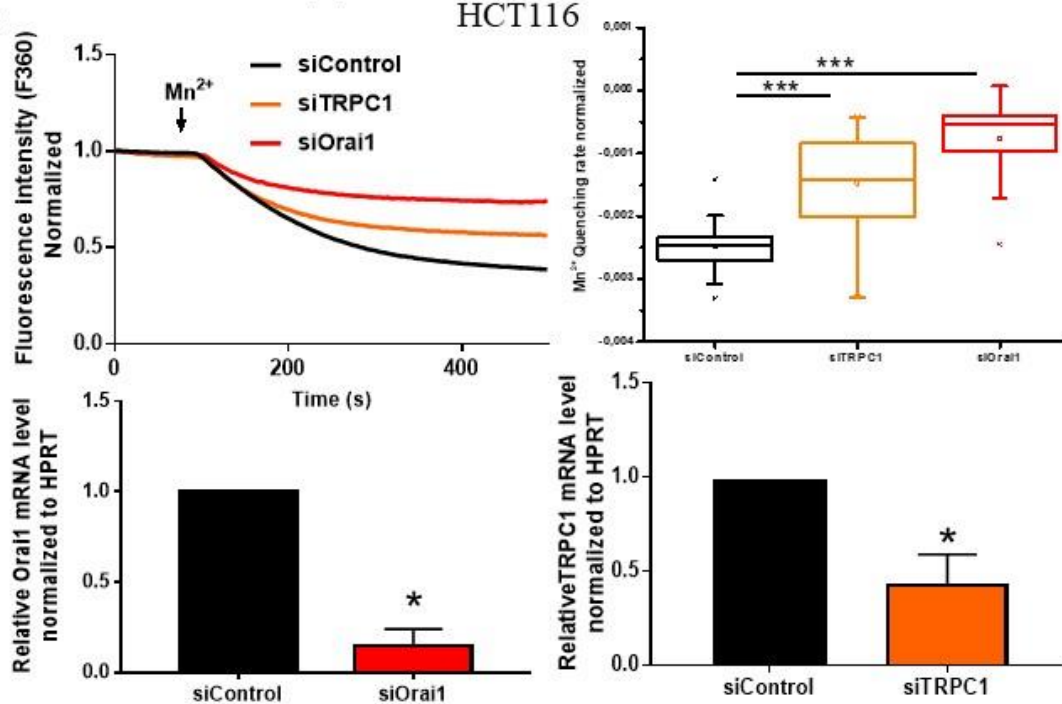 HCT116
Fluorescence Intensity (F360)
Normalized
1.5
1.0
0.5
0.0
Mn²⁺
siControl
siTRPC1
siOrai1
0
200
400
Time (s)
Mn²⁺ Quenching rate normalized
0,001
0,000
-0,001
-0,002
-0,003
-0,004
***
***
siControl
siTRPC1
siOrai1
Relative Orai1 mRNA level
normalized to HPRT
1.5
1.0
0.5
0.0
*
siControl
siOrai1
RelativeTRPC1 mRNA level
normalized to HPRT
1.5
1.0
0.5
0.0
*
siControl
siTRPC1